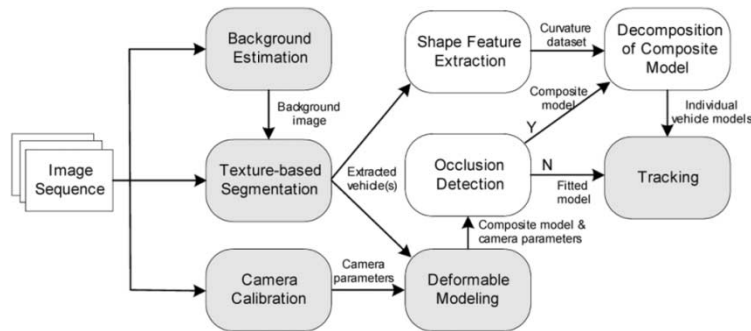 Background
Estimation
Shape Feature
Extraction
Curvature
dataset
Decomposition
of Composite
Model
Background
image
Composite
model
Individual
vehicle models
Y
Image
Sequence
Texture-based
Segmentation
Extracted
vehicle(s)
Occlusion
Detection
N
Fitted
model
Tracking
Composite model &
camera parameters
Camera
Calibration
Camera
parameters
Deformable
Modeling